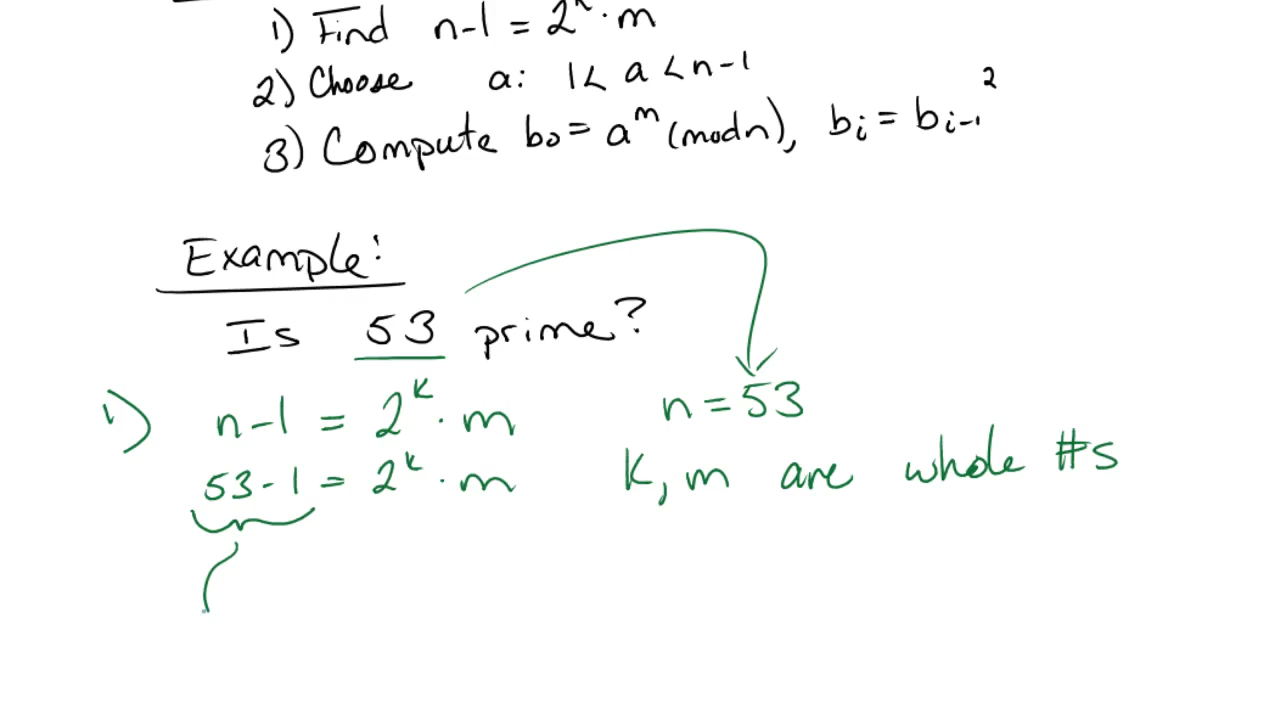 1) Find n-1 = 2^k · m
2) Choose a: 1 < a < n-1
3) Compute b₀ = a^m (mod n), bᵢ = bᵢ₋₁²
Example:
Is 53 prime?
1) n-1 = 2^k · m n = 53
53-1 = 2^k · m k, m are whole #s